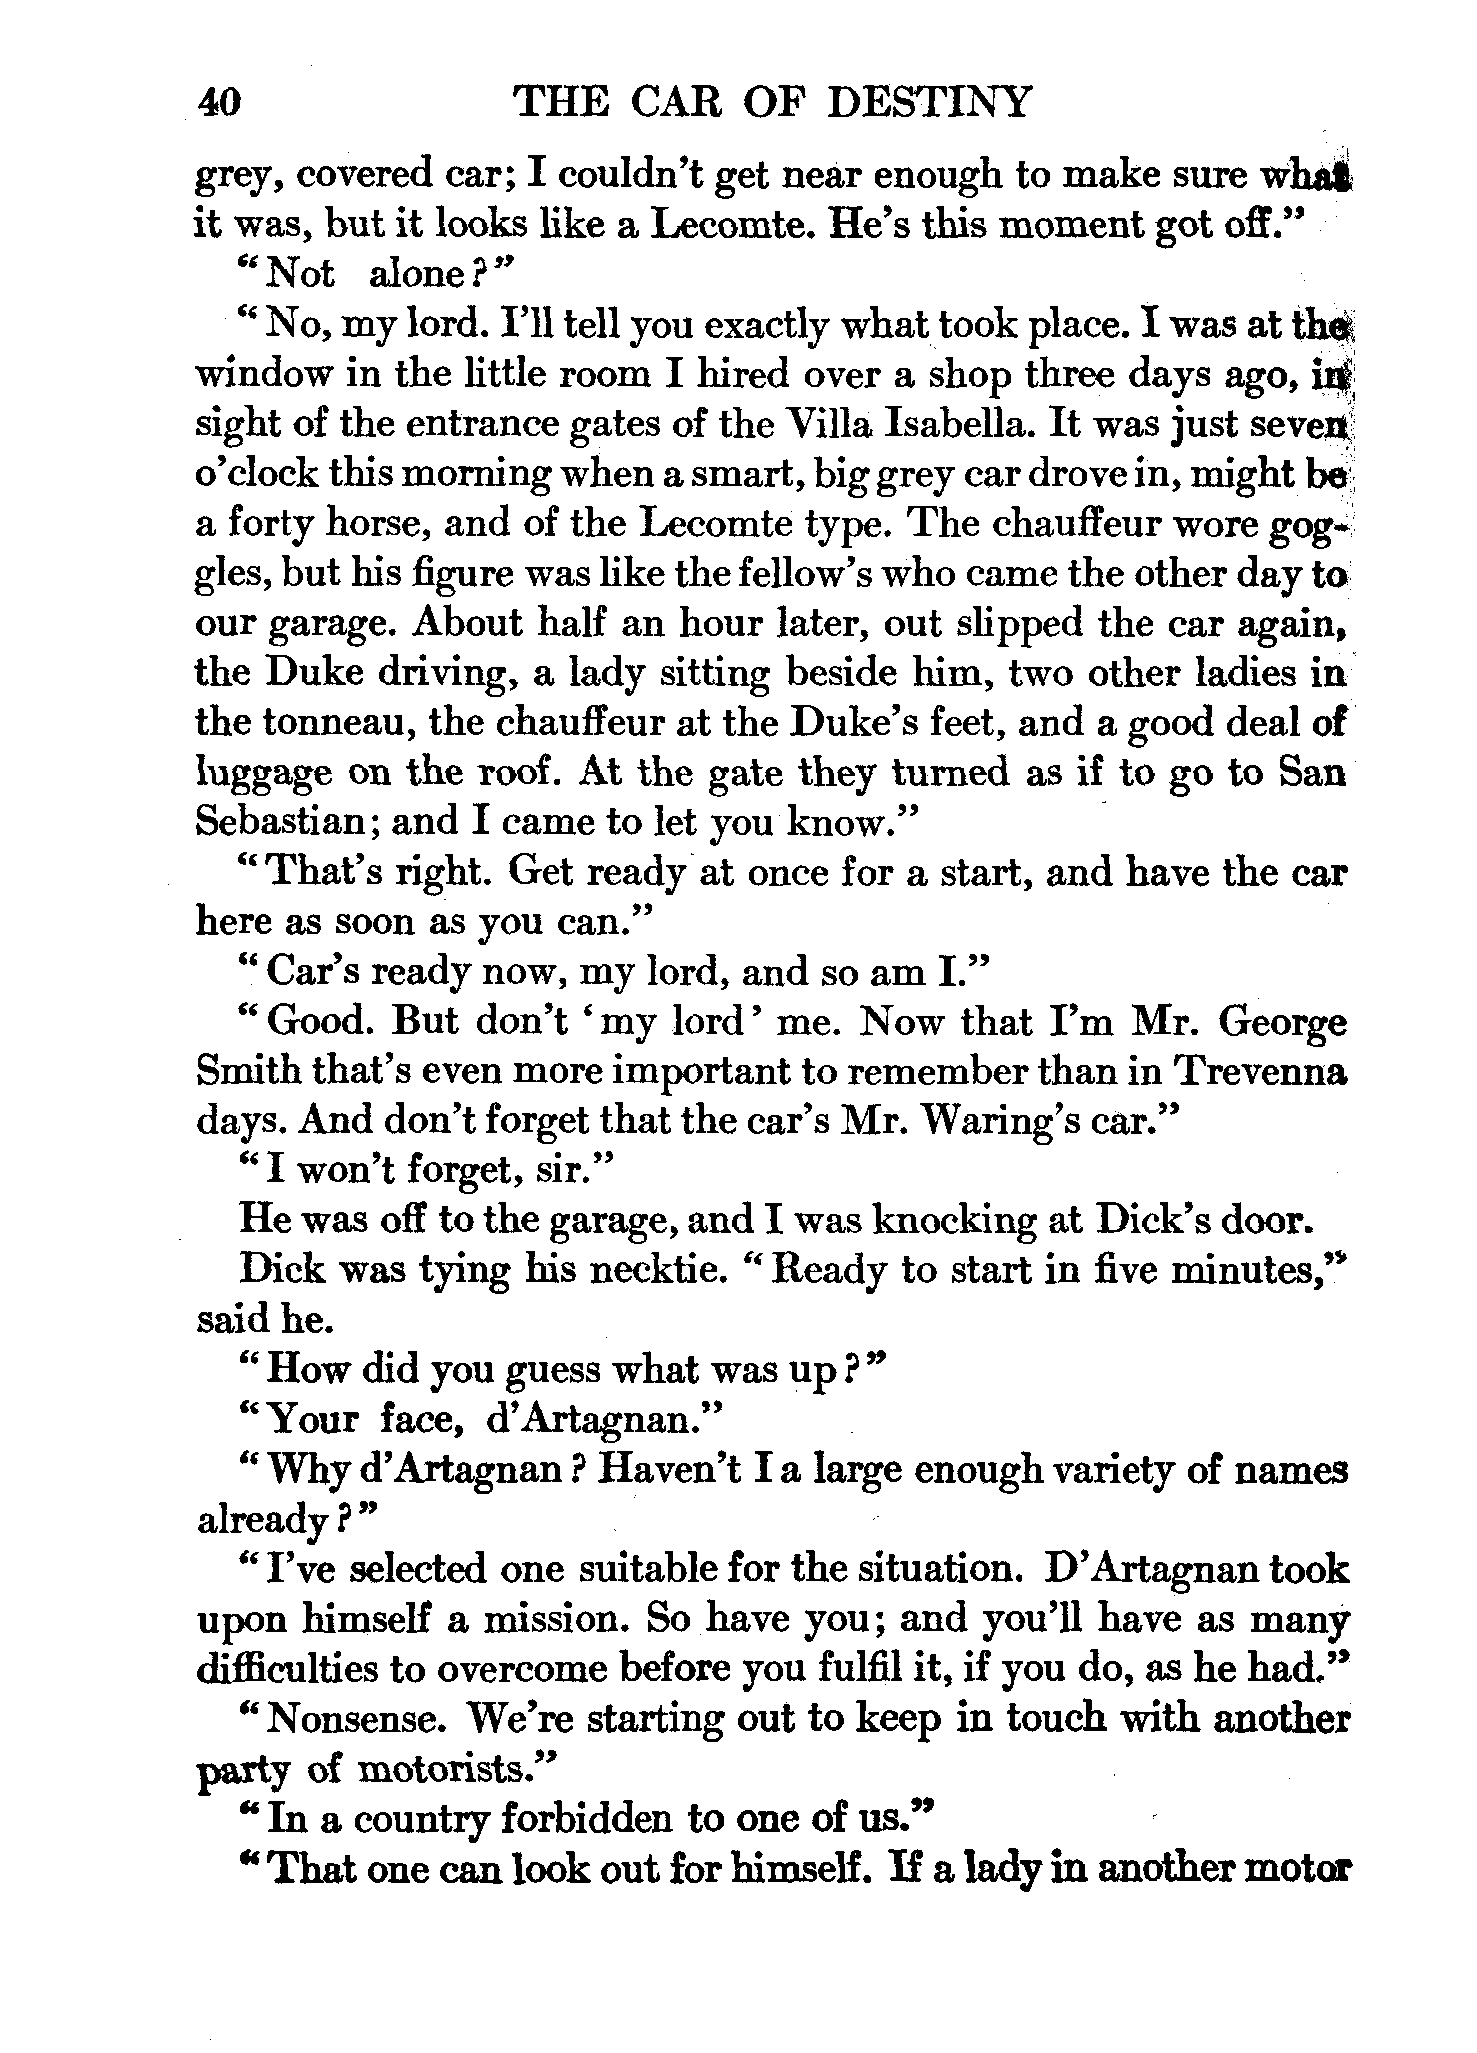 40 THE CAR OF DESTINY
grey, covered car; I couldn't get near enough to make sure what
it was, but it looks like a Lecomte. He's this moment got off."
"Not alone?"
"No, my lord. I'll tell you exactly what took place. I was at the
window in the little room I hired over a shop three days ago, in
sight of the entrance gates of the Villa Isabella. It was just seven
o'clock this morning when a smart, big grey car drove in, might be
a forty horse, and of the Lecomte type. The chauffeur wore gog-
gles, but his figure was like the fellow's who came the other day to
our garage. About half an hour later, out slipped the car again,
the Duke driving, a lady sitting beside him, two other ladies in
the tonneau, the chauffeur at the Duke's feet, and a good deal of
luggage on the roof. At the gate they turned as if to go to San
Sebastian; and I came to let you know."
"That's right. Get ready at once for a start, and have the car
here as soon as you can."
"Car's ready now, my lord, and so am I."
"Good. But don't 'my lord' me. Now that I'm Mr. George
Smith that's even more important to remember than in Trevenna
days. And don't forget that the car's Mr. Waring's car."
"I won't forget, sir."
He was off to the garage, and I was knocking at Dick's door.
Dick was tying his necktie. "Ready to start in five minutes,"
said he.
"How did you guess what was up?"
"Your face, d'Artagnan."
"Why d'Artagnan? Haven't I a large enough variety of names
already?"
"I've selected one suitable for the situation. D'Artagnan took
upon himself a mission. So have you; and you'll have as many
difficulties to overcome before you fulfil it, if you do, as he had."
"Nonsense. We're starting out to keep in touch with another
party of motorists."
"In a country forbidden to one of us."
"That one can look out for himself. If a lady in another motor